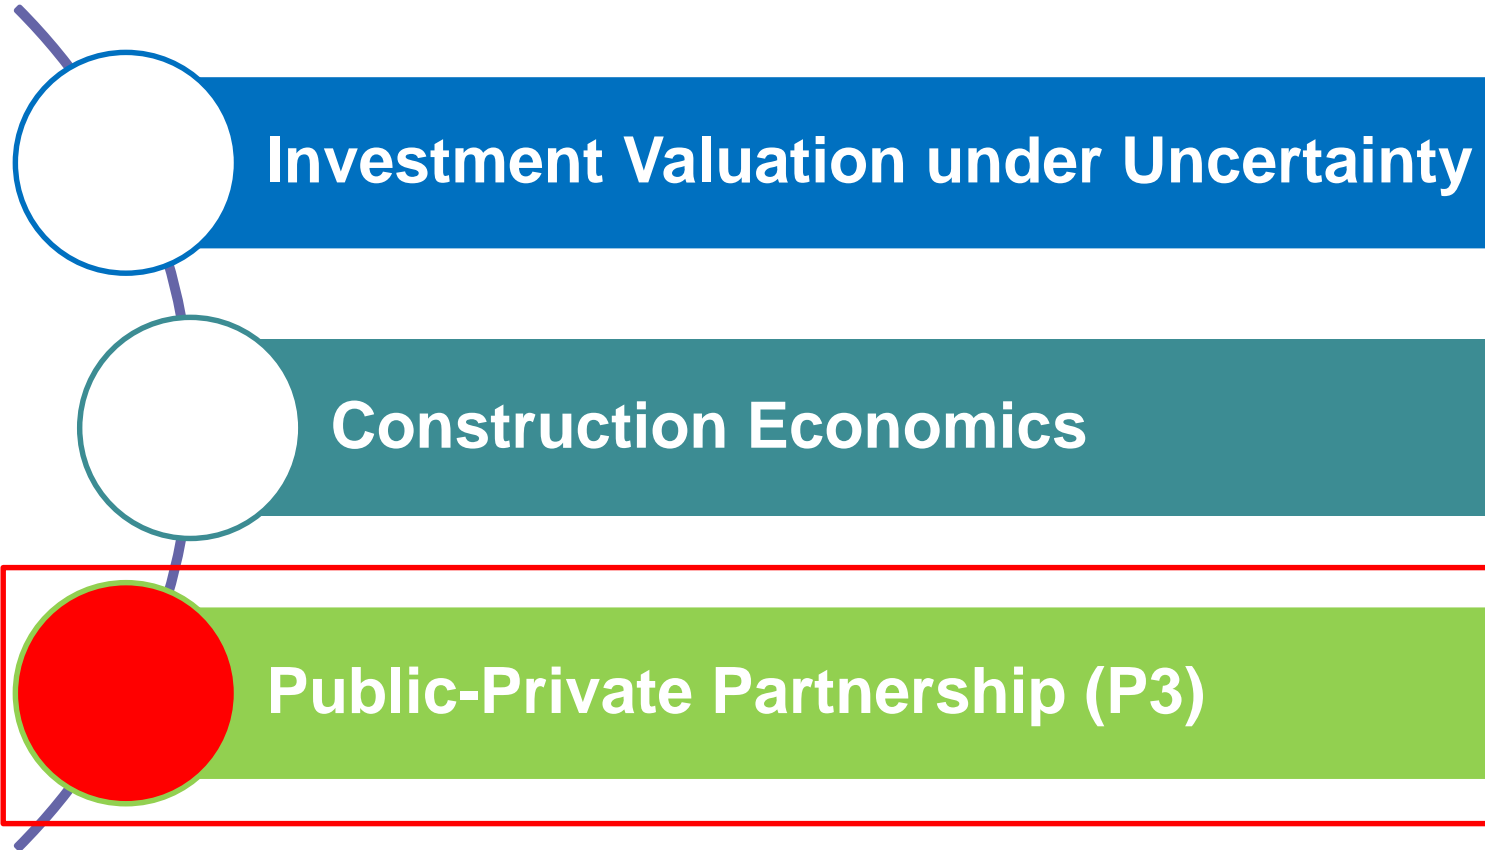 Investment Valuation under Uncertainty
Construction Economics
Public-Private Partnership (P3)